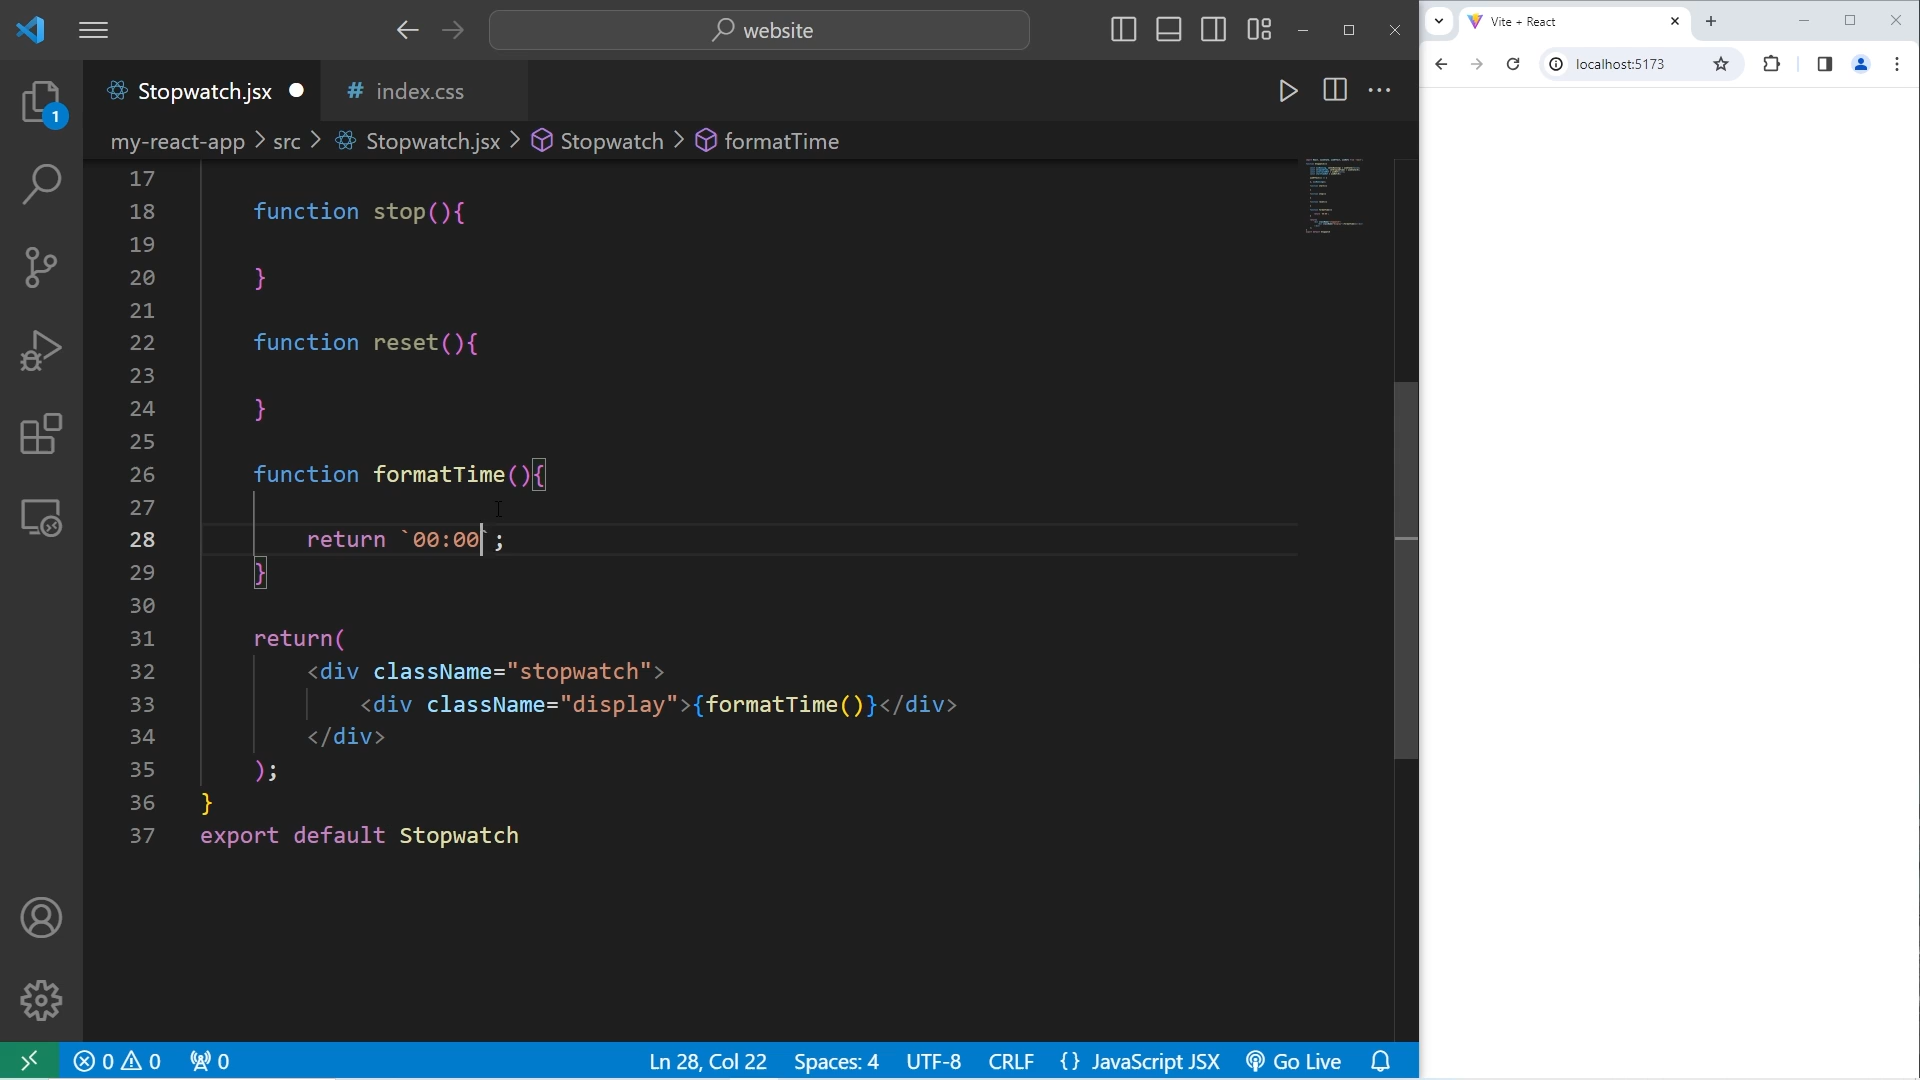 website
Vite + React
Stopwatch.jsx
# index.css
localhost:5173
1
my-react-app > src > Stopwatch.jsx > Stopwatch > formatTime
17
18 function stop(){
19
20 }
21
22 function reset(){
23
24 }
25
26 function formatTime(){
27
28 return `00:00`;
29 }
30
31 return(
32 <div className="stopwatch">
33 <div className="display">{formatTime()}</div>
34 </div>
35 );
36 }
37 export default Stopwatch
0 0 0 Ln 28, Col 22 Spaces: 4 UTF-8 CRLF {} JavaScript JSX Go Live